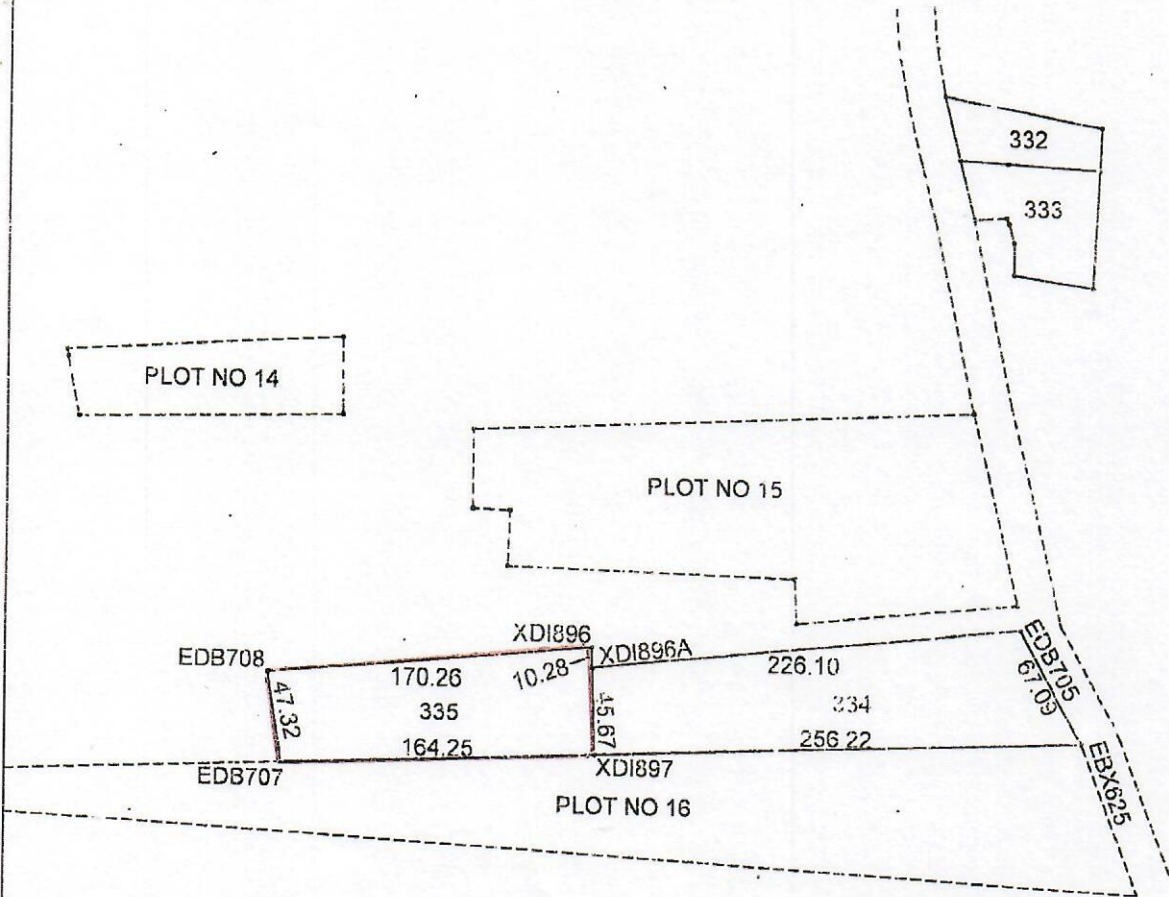 332
333
PLOT NO 14
PLOT NO 15
XDI896
EDB708
XDI896A
10.28
170.26
226.10
EDB705
67.09
47.32
335
45.67
334
164.25
256.22
EDB707
XDI897
EBX625
PLOT NO 16